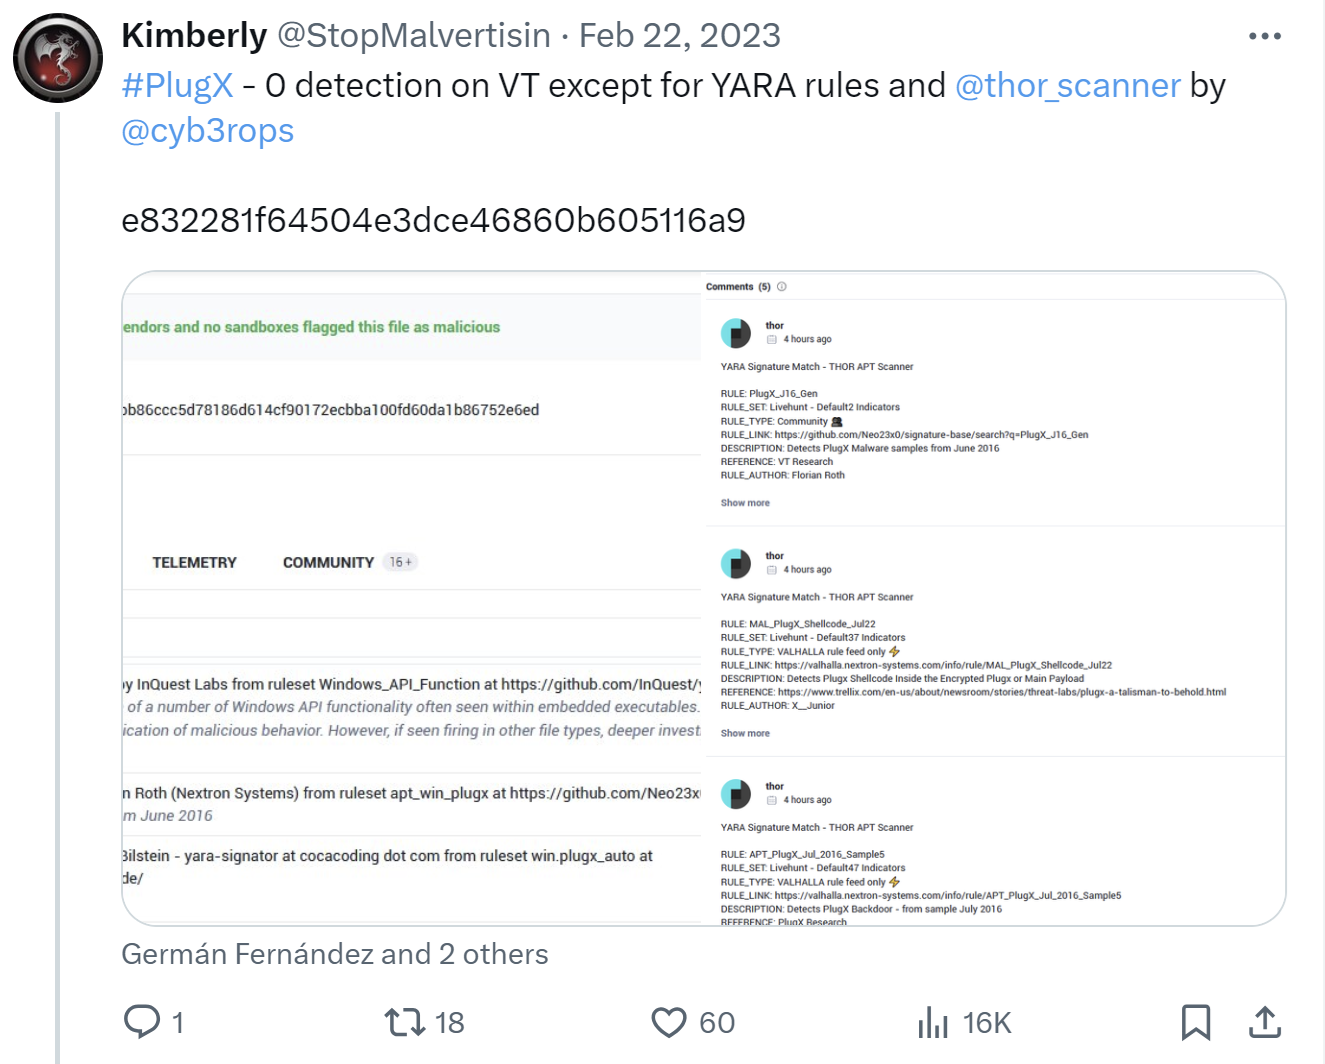 Kimberly @StopMalvertisin · Feb 22, 2023
#PlugX - 0 detection on VT except for YARA rules and @thor_scanner by
@cyb3rops
e832281f64504e3dce46860b605116a9
endors and no sandboxes flagged this file as malicious
bb86ccc5d78186d614cf90172ecbba100fd60da1b86752e6ed
TELEMETRY COMMUNITY 16+
by InQuest Labs from ruleset Windows_API_Function at https://github.com/InQuest/y
of a number of Windows API functionality often seen within embedded executables.
ication of malicious behavior. However, if seen firing in other file types, deeper invest
n Roth (Nextron Systems) from ruleset apt_win_plugx at https://github.com/Neo23x
m June 2016
Bilstein - yara-signator at cocacoding dot com from ruleset win.plugx_auto at
de/
Comments (5)
thor
4 hours ago
YARA Signature Match - THOR APT Scanner
RULE: PlugX_J16_Gen
RULE_SET: Livehunt - Default2 Indicators
RULE_TYPE: Community
RULE_LINK: https://github.com/Neo23x0/signature-base/search?q=PlugX_J16_Gen
DESCRIPTION: Detects PlugX Malware samples from June 2016
REFERENCE: VT Research
RULE_AUTHOR: Florian Roth
Show more
thor
4 hours ago
YARA Signature Match - THOR APT Scanner
RULE: MAL_PlugX_Shellcode_Jul22
RULE_SET: Livehunt - Default37 Indicators
RULE_TYPE: VALHALLA rule feed only ⚡
RULE_LINK: https://valhalla.nextron-systems.com/info/rule/MAL_PlugX_Shellcode_Jul22
DESCRIPTION: Detects Plugx Shellcode Inside the Encrypted Plugx or Main Payload
REFERENCE: https://www.trellix.com/en-us/about/newsroom/stories/threat-labs/plugx-a-talisman-to-behold.html
RULE_AUTHOR: X__Junior
Show more
thor
4 hours ago
YARA Signature Match - THOR APT Scanner
RULE: APT_PlugX_Jul_2016_Sample5
RULE_SET: Livehunt - Default47 Indicators
RULE_TYPE: VALHALLA rule feed only ⚡
RULE_LINK: https://valhalla.nextron-systems.com/info/rule/APT_PlugX_Jul_2016_Sample5
DESCRIPTION: Detects PlugX Backdoor - from sample July 2016
REFERENCE: PlugX Research
Germán Fernández and 2 others
1 18 60 16K